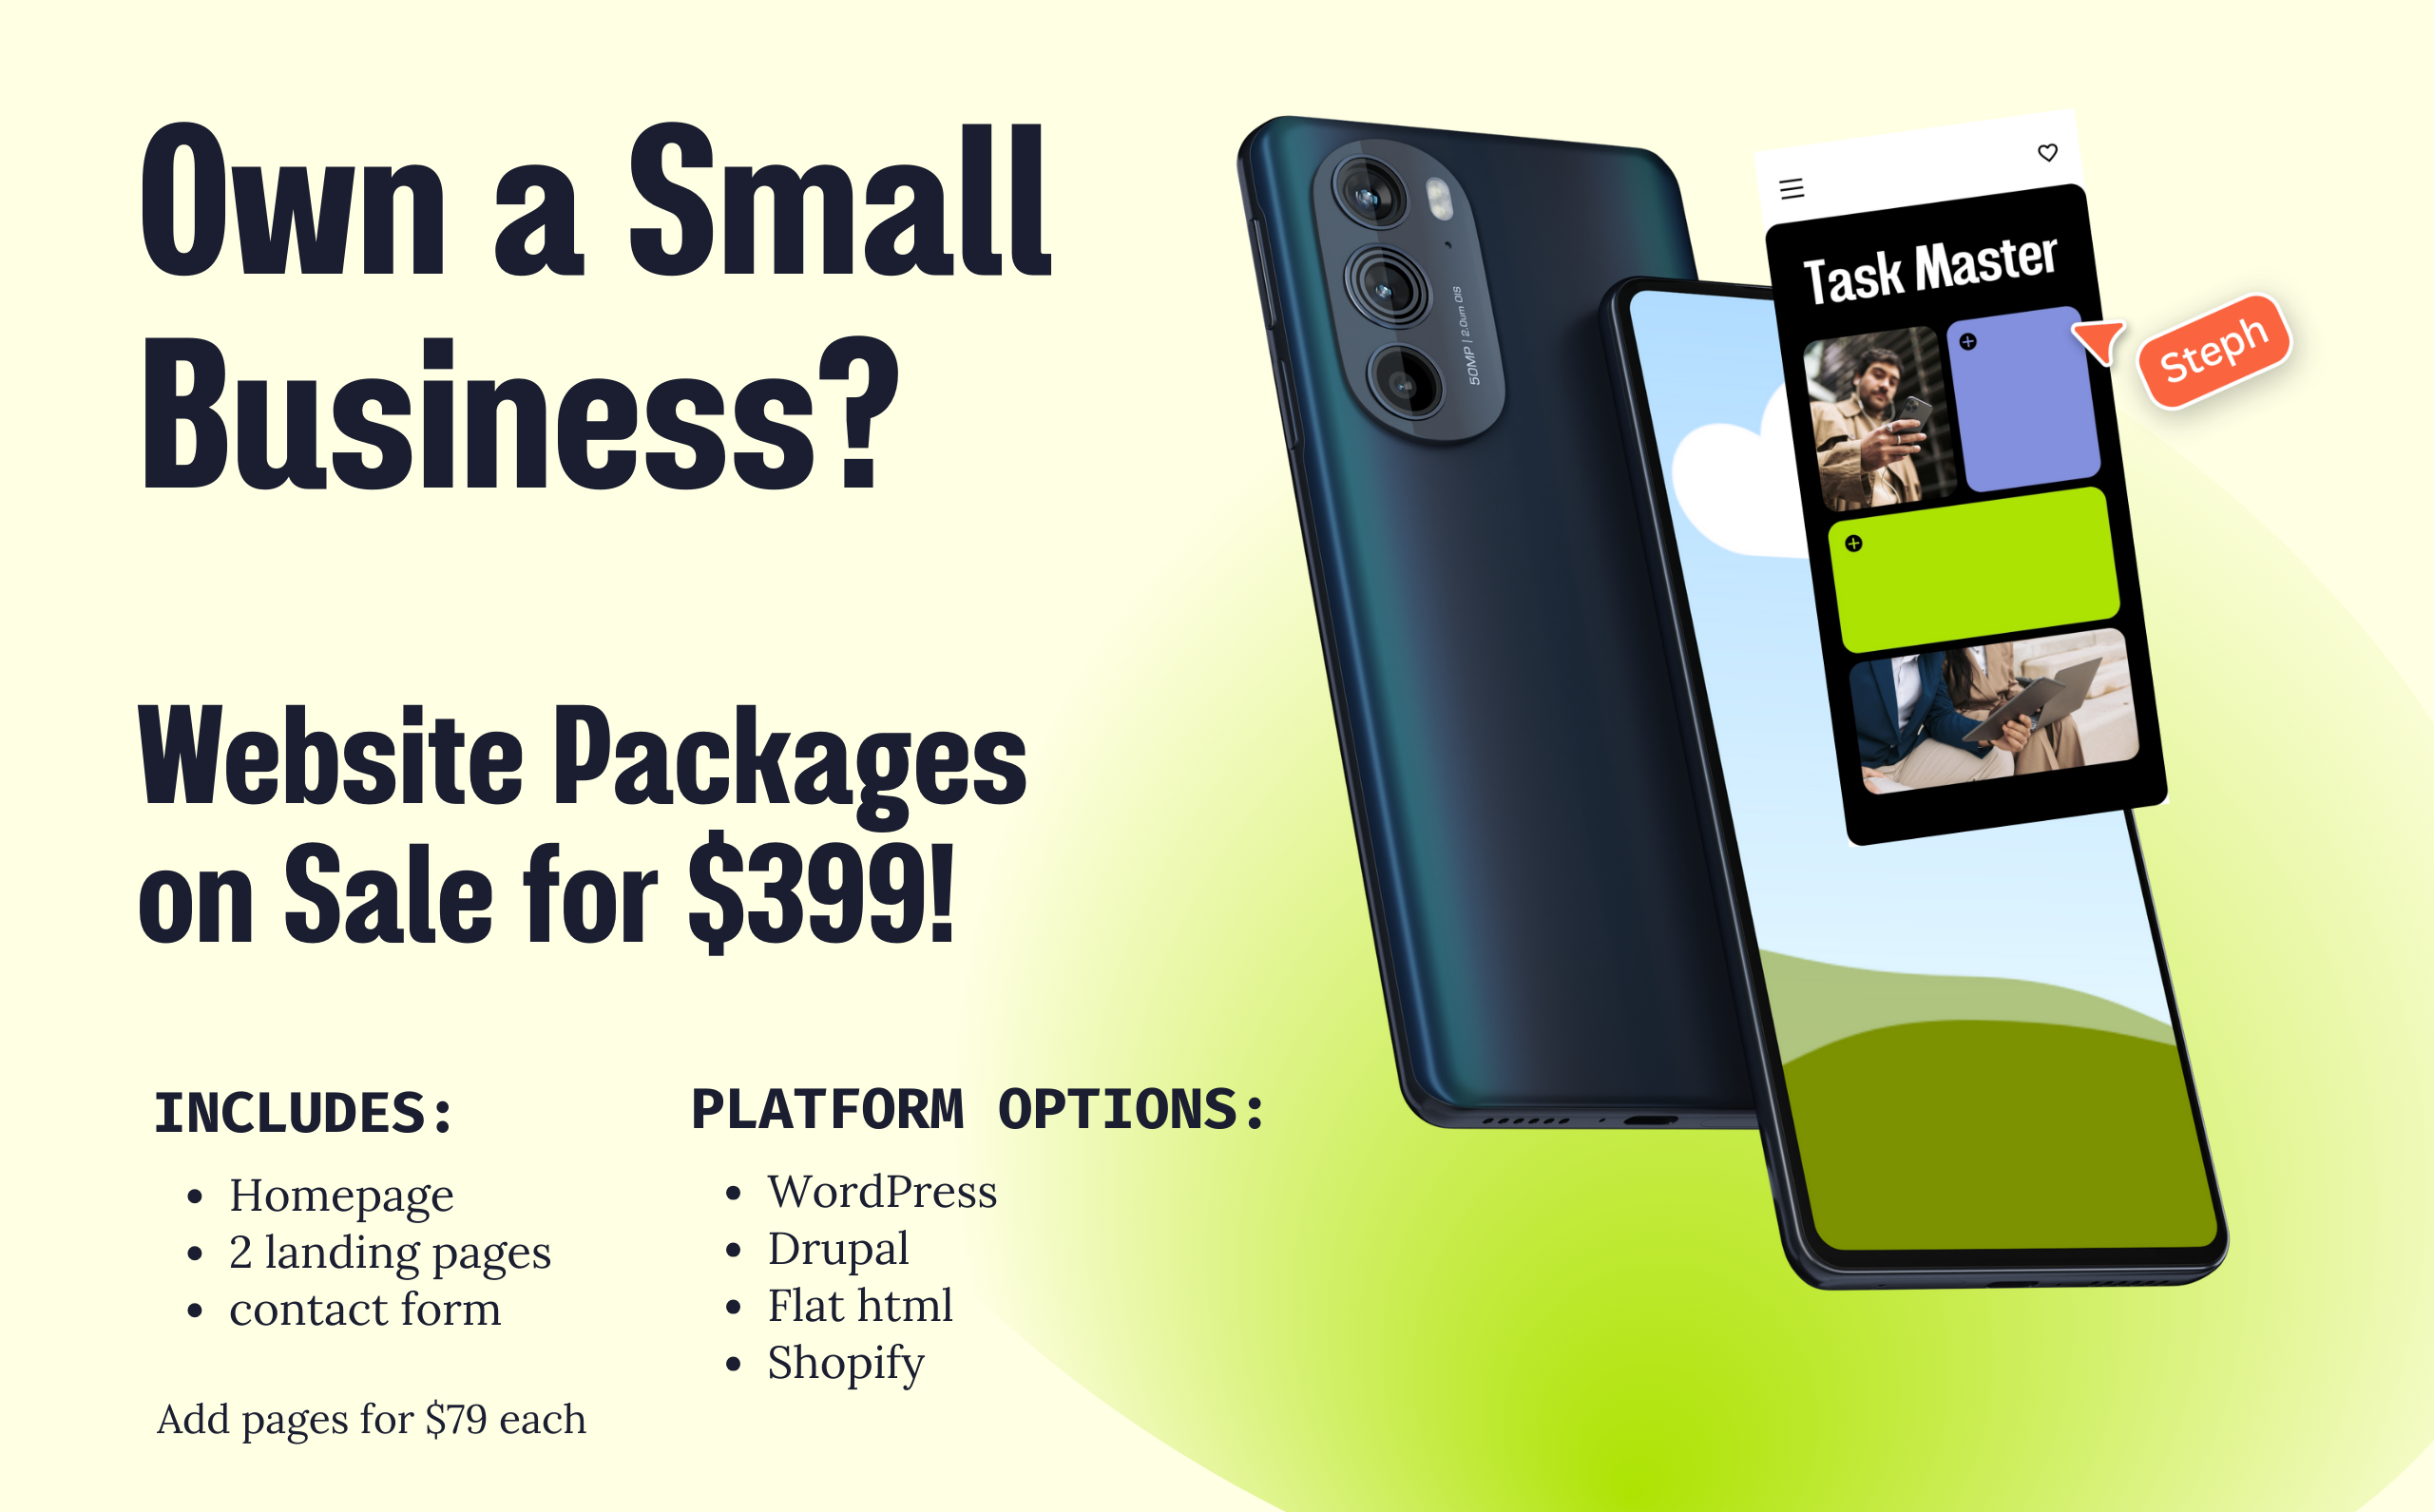 Own a Small
Business?
Website Packages
on Sale for $399!
INCLUDES:
Homepage
2 landing pages
contact form
Add pages for $79 each
PLATFORM OPTIONS:
WordPress
Drupal
Flat html
Shopify
50MP | 2.0um OIS
Task Master
Steph